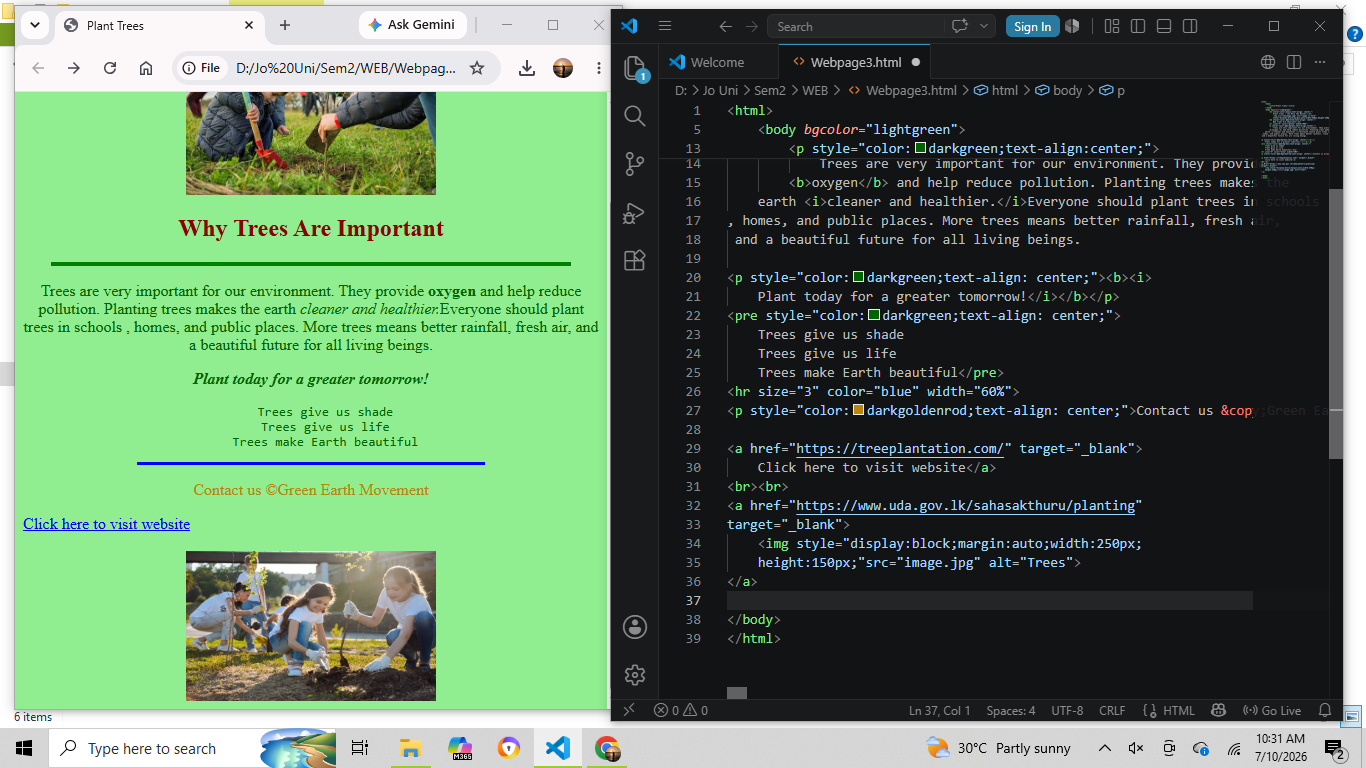 Plant Trees
Ask Gemini
File
D:/Jo%20Uni/Sem2/WEB/Webpag...
Why Trees Are Important
Trees are very important for our environment. They provide oxygen and help reduce
pollution. Planting trees makes the earth cleaner and healthier.Everyone should plant
trees in schools , homes, and public places. More trees means better rainfall, fresh air, and
a beautiful future for all living beings.
Plant today for a greater tomorrow!
Trees give us shade
Trees give us life
Trees make Earth beautiful
Contact us ©Green Earth Movement
Click here to visit website
6 items
Search
Sign In
1
Welcome
<> Webpage3.html
D: > Jo Uni > Sem2 > WEB > <> Webpage3.html > html > body > p
1 <html>
5 <body bgcolor="lightgreen">
13 <p style="color:darkgreen;text-align:center;">
14 Trees are very important for our environment. They provid
15 <b>oxygen</b> and help reduce pollution. Planting trees makes the
16 earth <i>cleaner and healthier.</i>Everyone should plant trees in schools
17 , homes, and public places. More trees means better rainfall, fresh air,
18 and a beautiful future for all living beings.
19
20 <p style="color:darkgreen;text-align: center;"><b><i>
21 Plant today for a greater tomorrow!</i></b></p>
22 <pre style="color:darkgreen;text-align: center;">
23 Trees give us shade
24 Trees give us life
25 Trees make Earth beautiful</pre>
26 <hr size="3" color="blue" width="60%">
27 <p style="color:darkgoldenrod;text-align: center;">Contact us &copy;Green Ea
28
29 <a href="https://treeplantation.com/" target="_blank">
30 Click here to visit website</a>
31 <br><br>
32 <a href="https://www.uda.gov.lk/sahasakthuru/planting"
33 target="_blank">
34 <img style="display:block;margin:auto;width:250px;
35 height:150px;"src="image.jpg" alt="Trees">
36 </a>
37
38 </body>
39 </html>
0 0
Ln 37, Col 1
Spaces: 4
UTF-8
CRLF
{} HTML
Go Live
Type here to search
M365
30°C Partly sunny
10:31 AM
7/10/2026
2